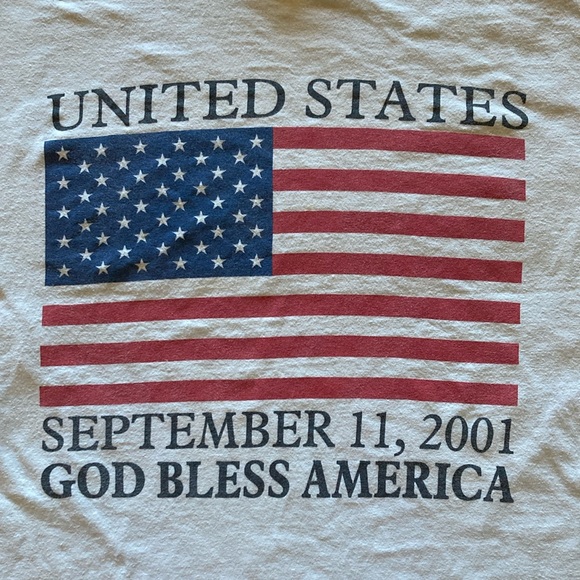 UNITED STATES
SEPTEMBER 11, 2001
GOD BLESS AMERICA